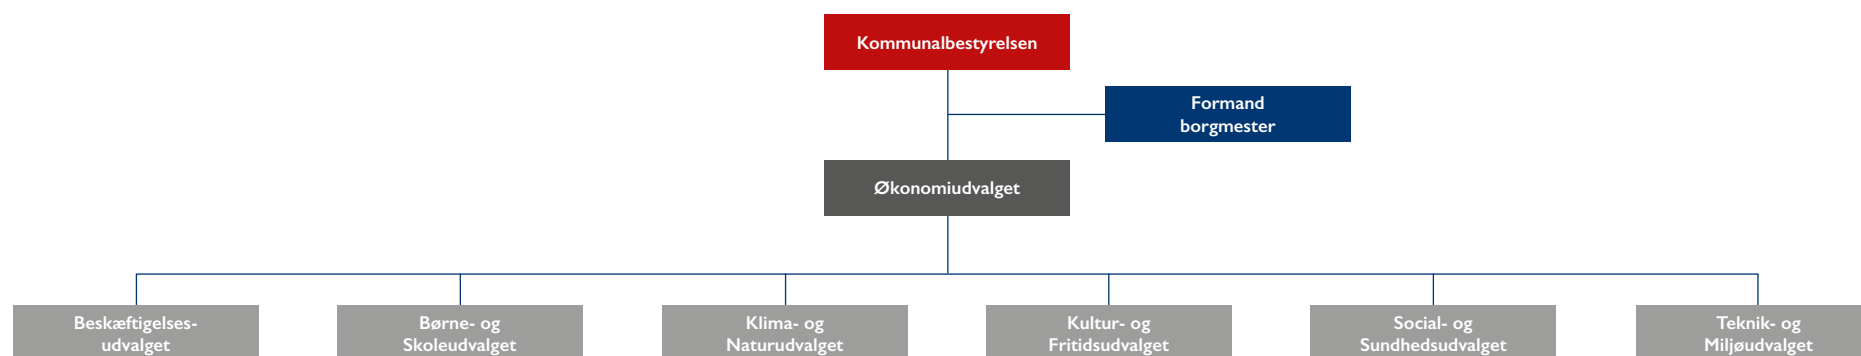 Kommunalbestyrelsen
Formand
borgmester
Økonomiudvalget
Beskæftigelses-
udvalget
Børne- og
Skoleudvalget
Klima- og
Naturudvalget
Kultur- og
Fritidsudvalget
Social- og
Sundhedsudvalget
Teknik- og
Miljøudvalget